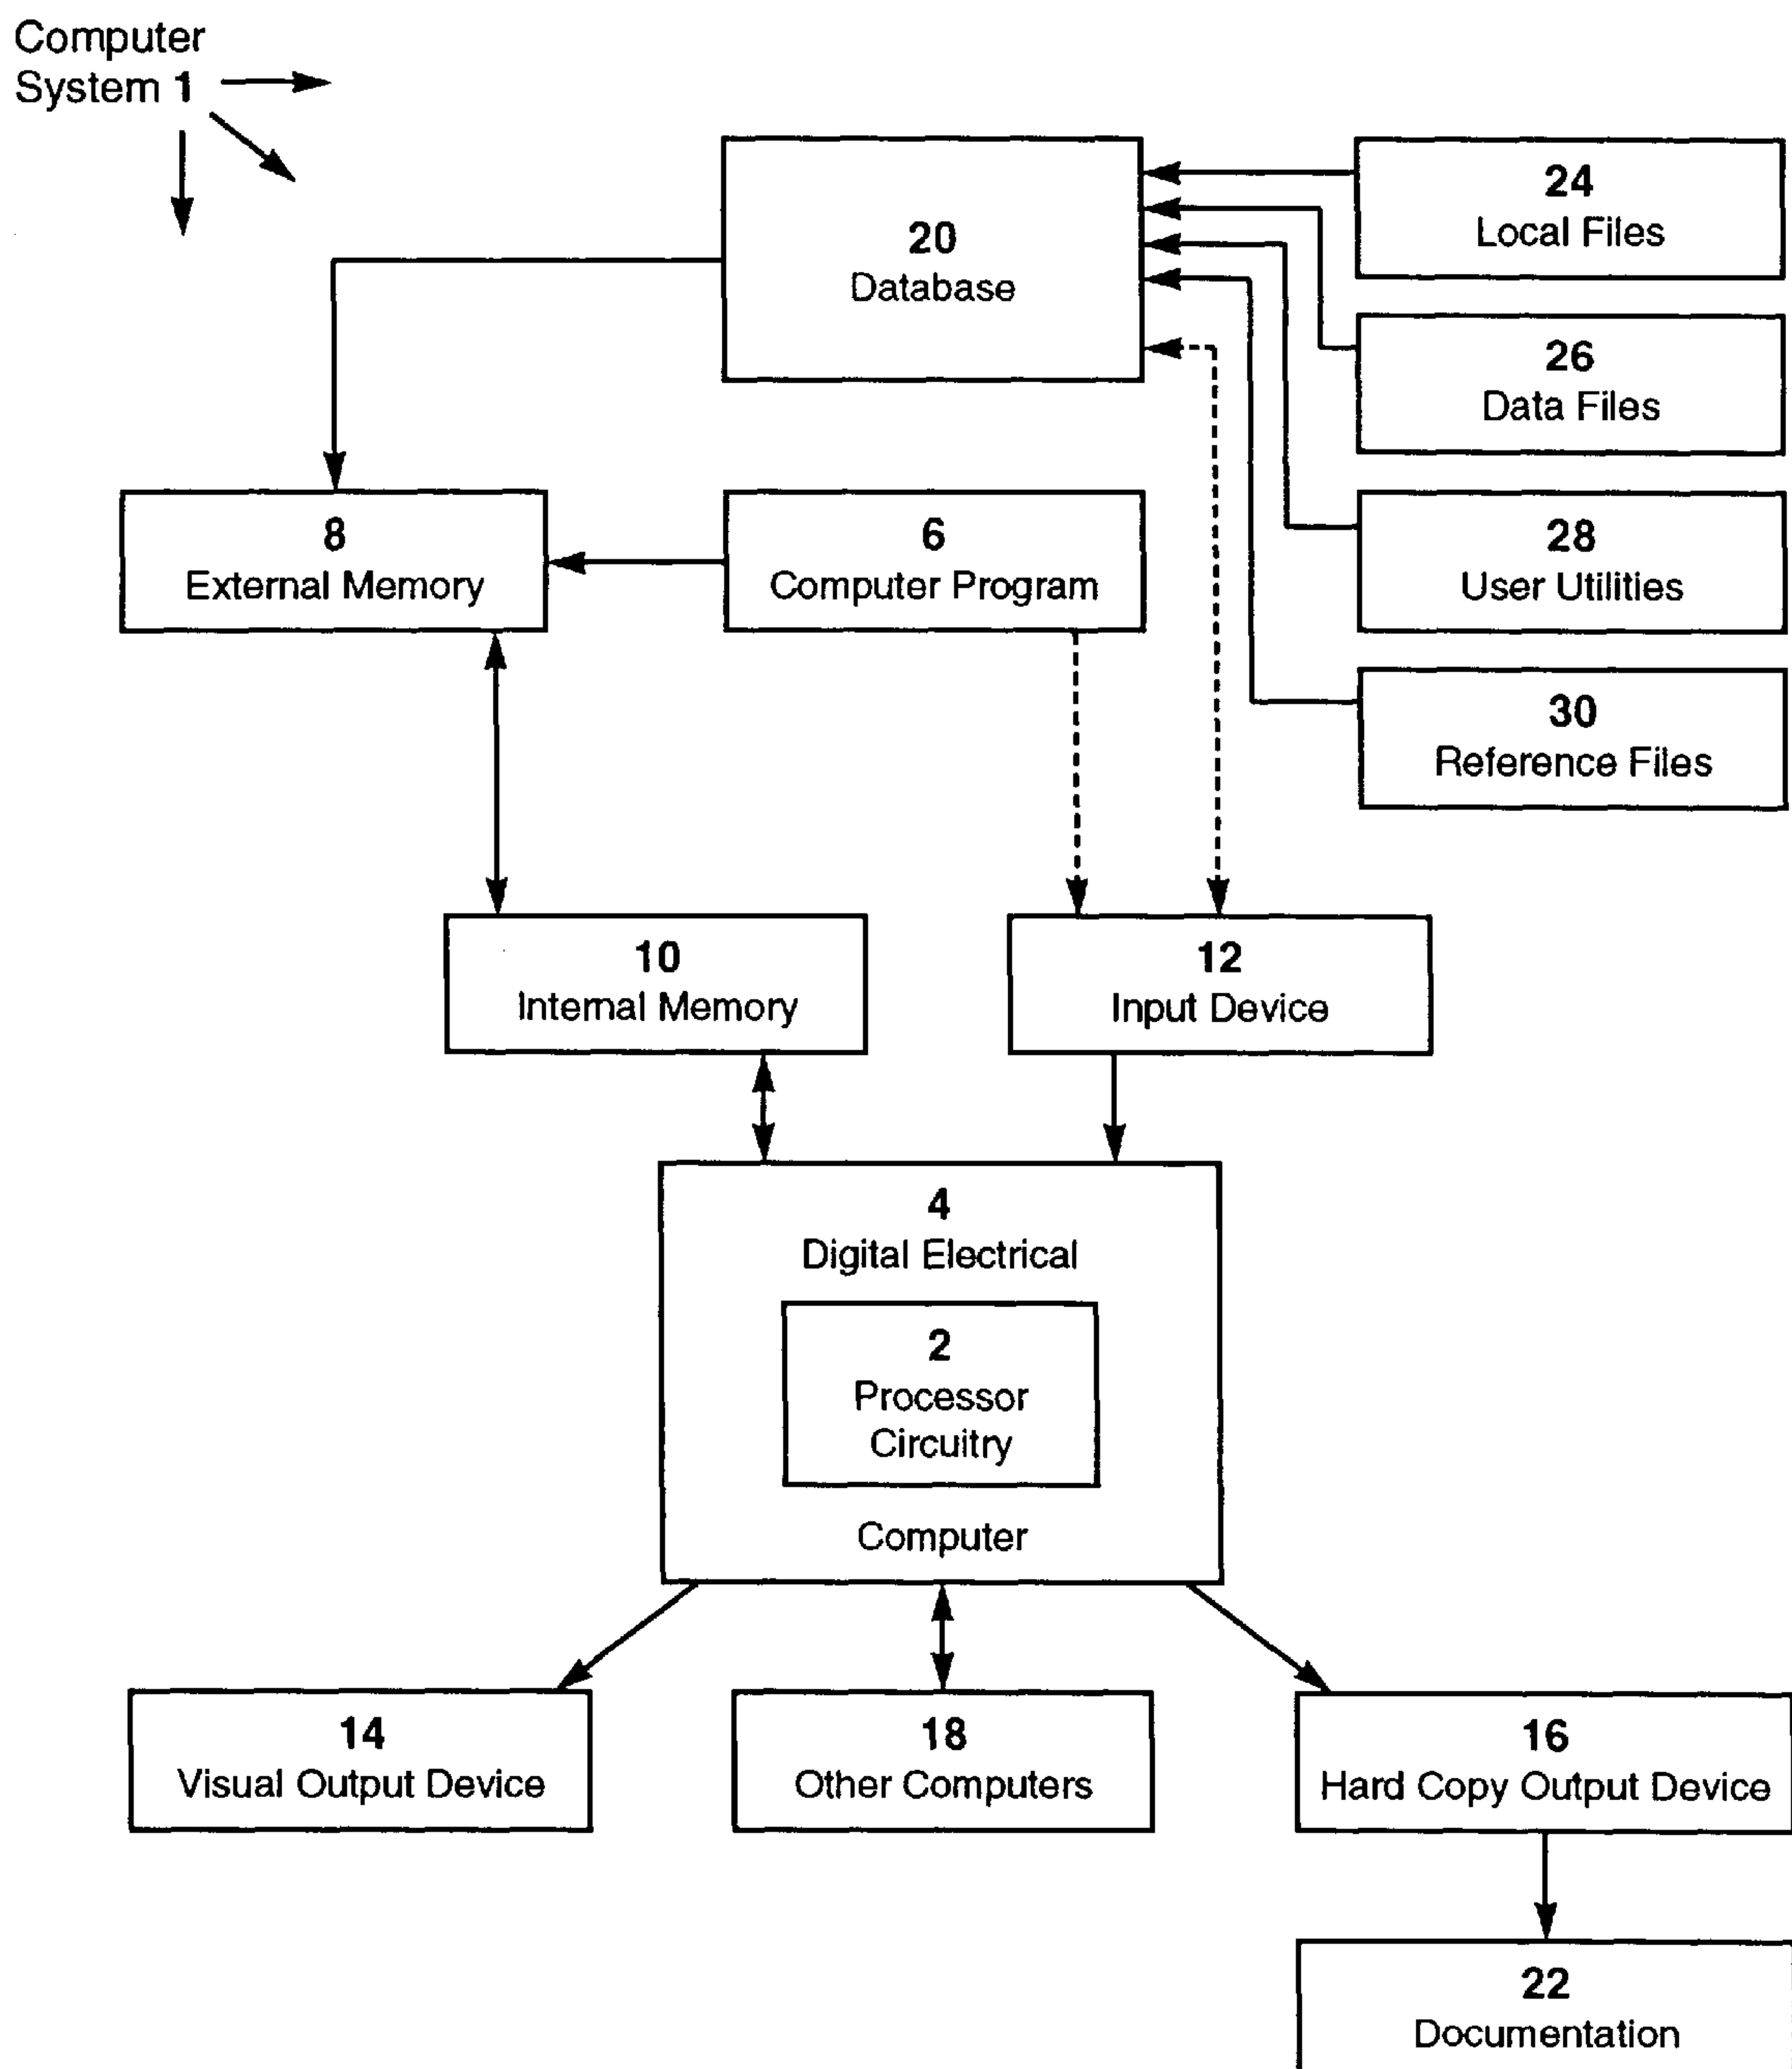 Computer
System 1
20
Database
24
Local Files
26
Data Files
8
External Memory
6
Computer Program
28
User Utilities
30
Reference Files
10
Internal Memory
12
Input Device
4
Digital Electrical
2
Processor
Circuitry
Computer
14
Visual Output Device
18
Other Computers
16
Hard Copy Output Device
22
Documentation